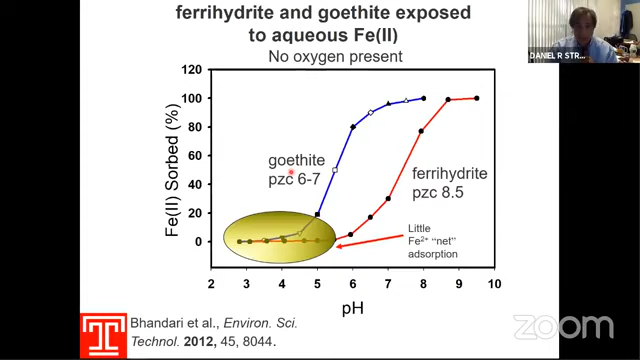 ferrihydrite and goethite exposed
to aqueous Fe(II)
No oxygen present
DANIEL R STR...
Fe(II) Sorbed (%)
100
80
60
40
20
0
goethite
pzc 6-7
ferrihydrite
pzc 8.5
Little
Fe²⁺ “net”
adsorption
2 3 4 5 6 7 8 9 10
pH
Bhandari et al., Environ. Sci.
Technol. 2012, 45, 8044.
zoom